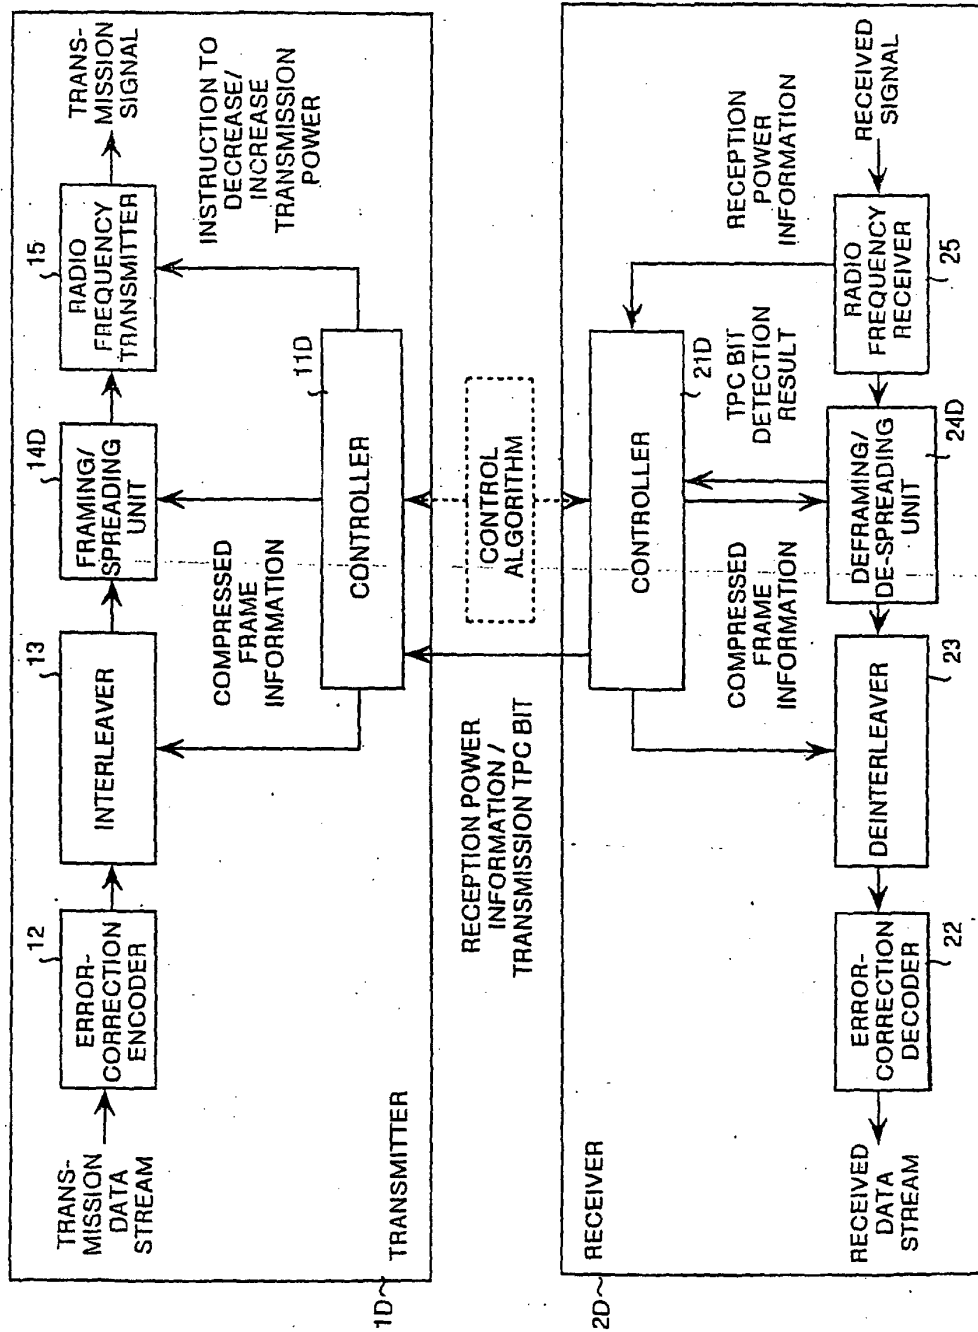 TRANS-
MISSION
DATA
STREAM
12
ERROR-
CORRECTION
ENCODER
13
INTERLEAVER
14D
FRAMING/
SPREADING
UNIT
15
RADIO
FREQUENCY
TRANSMITTER
TRANS-
MISSION
SIGNAL
COMPRESSED
FRAME
INFORMATION
INSTRUCTION TO
DECREASE/
INCREASE
TRANSMISSION
POWER
11D
CONTROLLER
1D
TRANSMITTER
RECEPTION POWER
INFORMATION /
TRANSMISSION TPC BIT
CONTROL
ALGORITHM
2D
RECEIVER
CONTROLLER
21D
COMPRESSED
FRAME
INFORMATION
TPC BIT
DETECTION
RESULT
RECEPTION
POWER
INFORMATION
RECEIVED
DATA
STREAM
ERROR-
CORRECTION
DECODER
22
DEINTERLEAVER
23
DEFRAMING/
DE-SPREADING
UNIT
24D
RADIO
FREQUENCY
RECEIVER
25
RECEIVED
SIGNAL